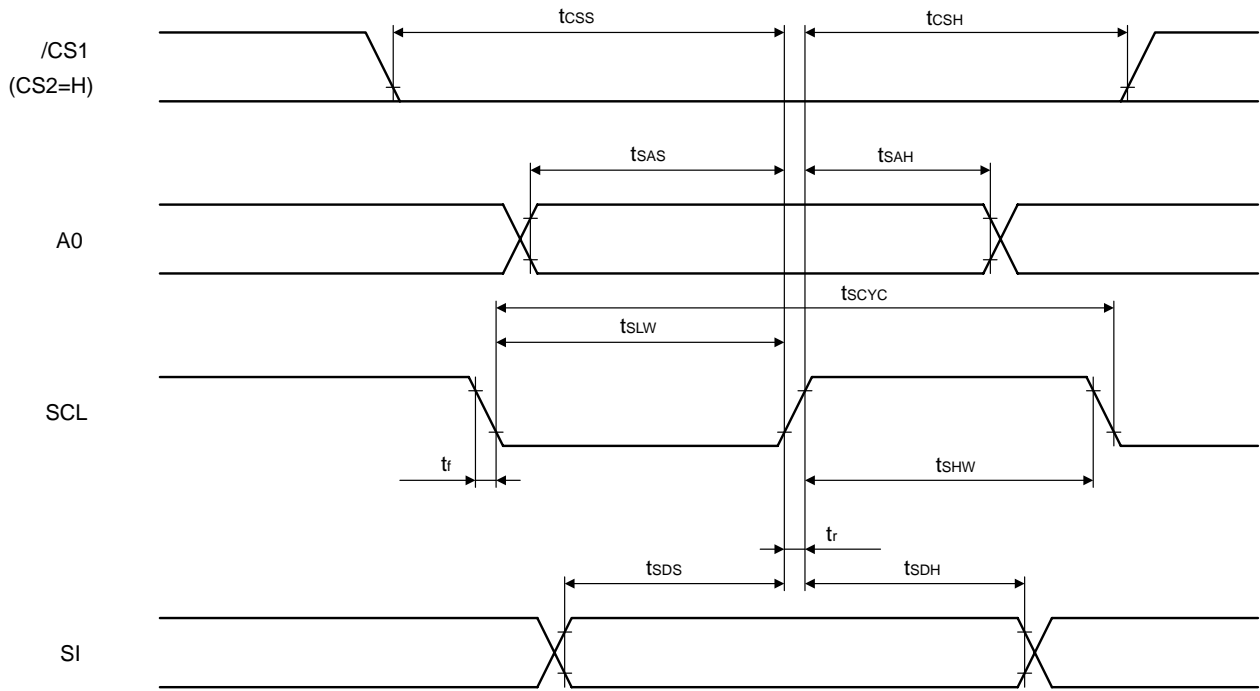 tCSS
tCSH
/CS1
(CS2=H)
tSAS
tSAH
A0
tSCYC
tSLW
SCL
tf
tSHW
tr
tSDS
tSDH
SI